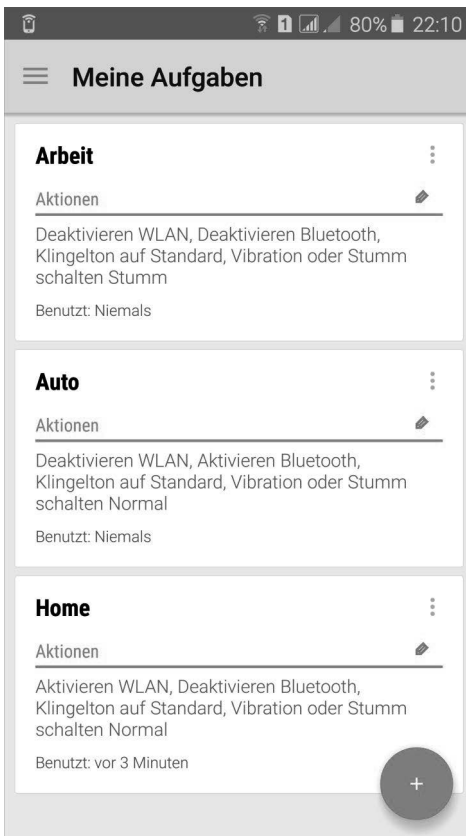 1 80% 22:10
Meine Aufgaben
Arbeit
Aktionen
Deaktivieren WLAN, Deaktivieren Bluetooth,
Klingelton auf Standard, Vibration oder Stumm
schalten Stumm
Benutzt: Niemals
Auto
Aktionen
Deaktivieren WLAN, Aktivieren Bluetooth,
Klingelton auf Standard, Vibration oder Stumm
schalten Normal
Benutzt: Niemals
Home
Aktionen
Aktivieren WLAN, Deaktivieren Bluetooth,
Klingelton auf Standard, Vibration oder Stumm
schalten Normal
Benutzt: vor 3 Minuten
+